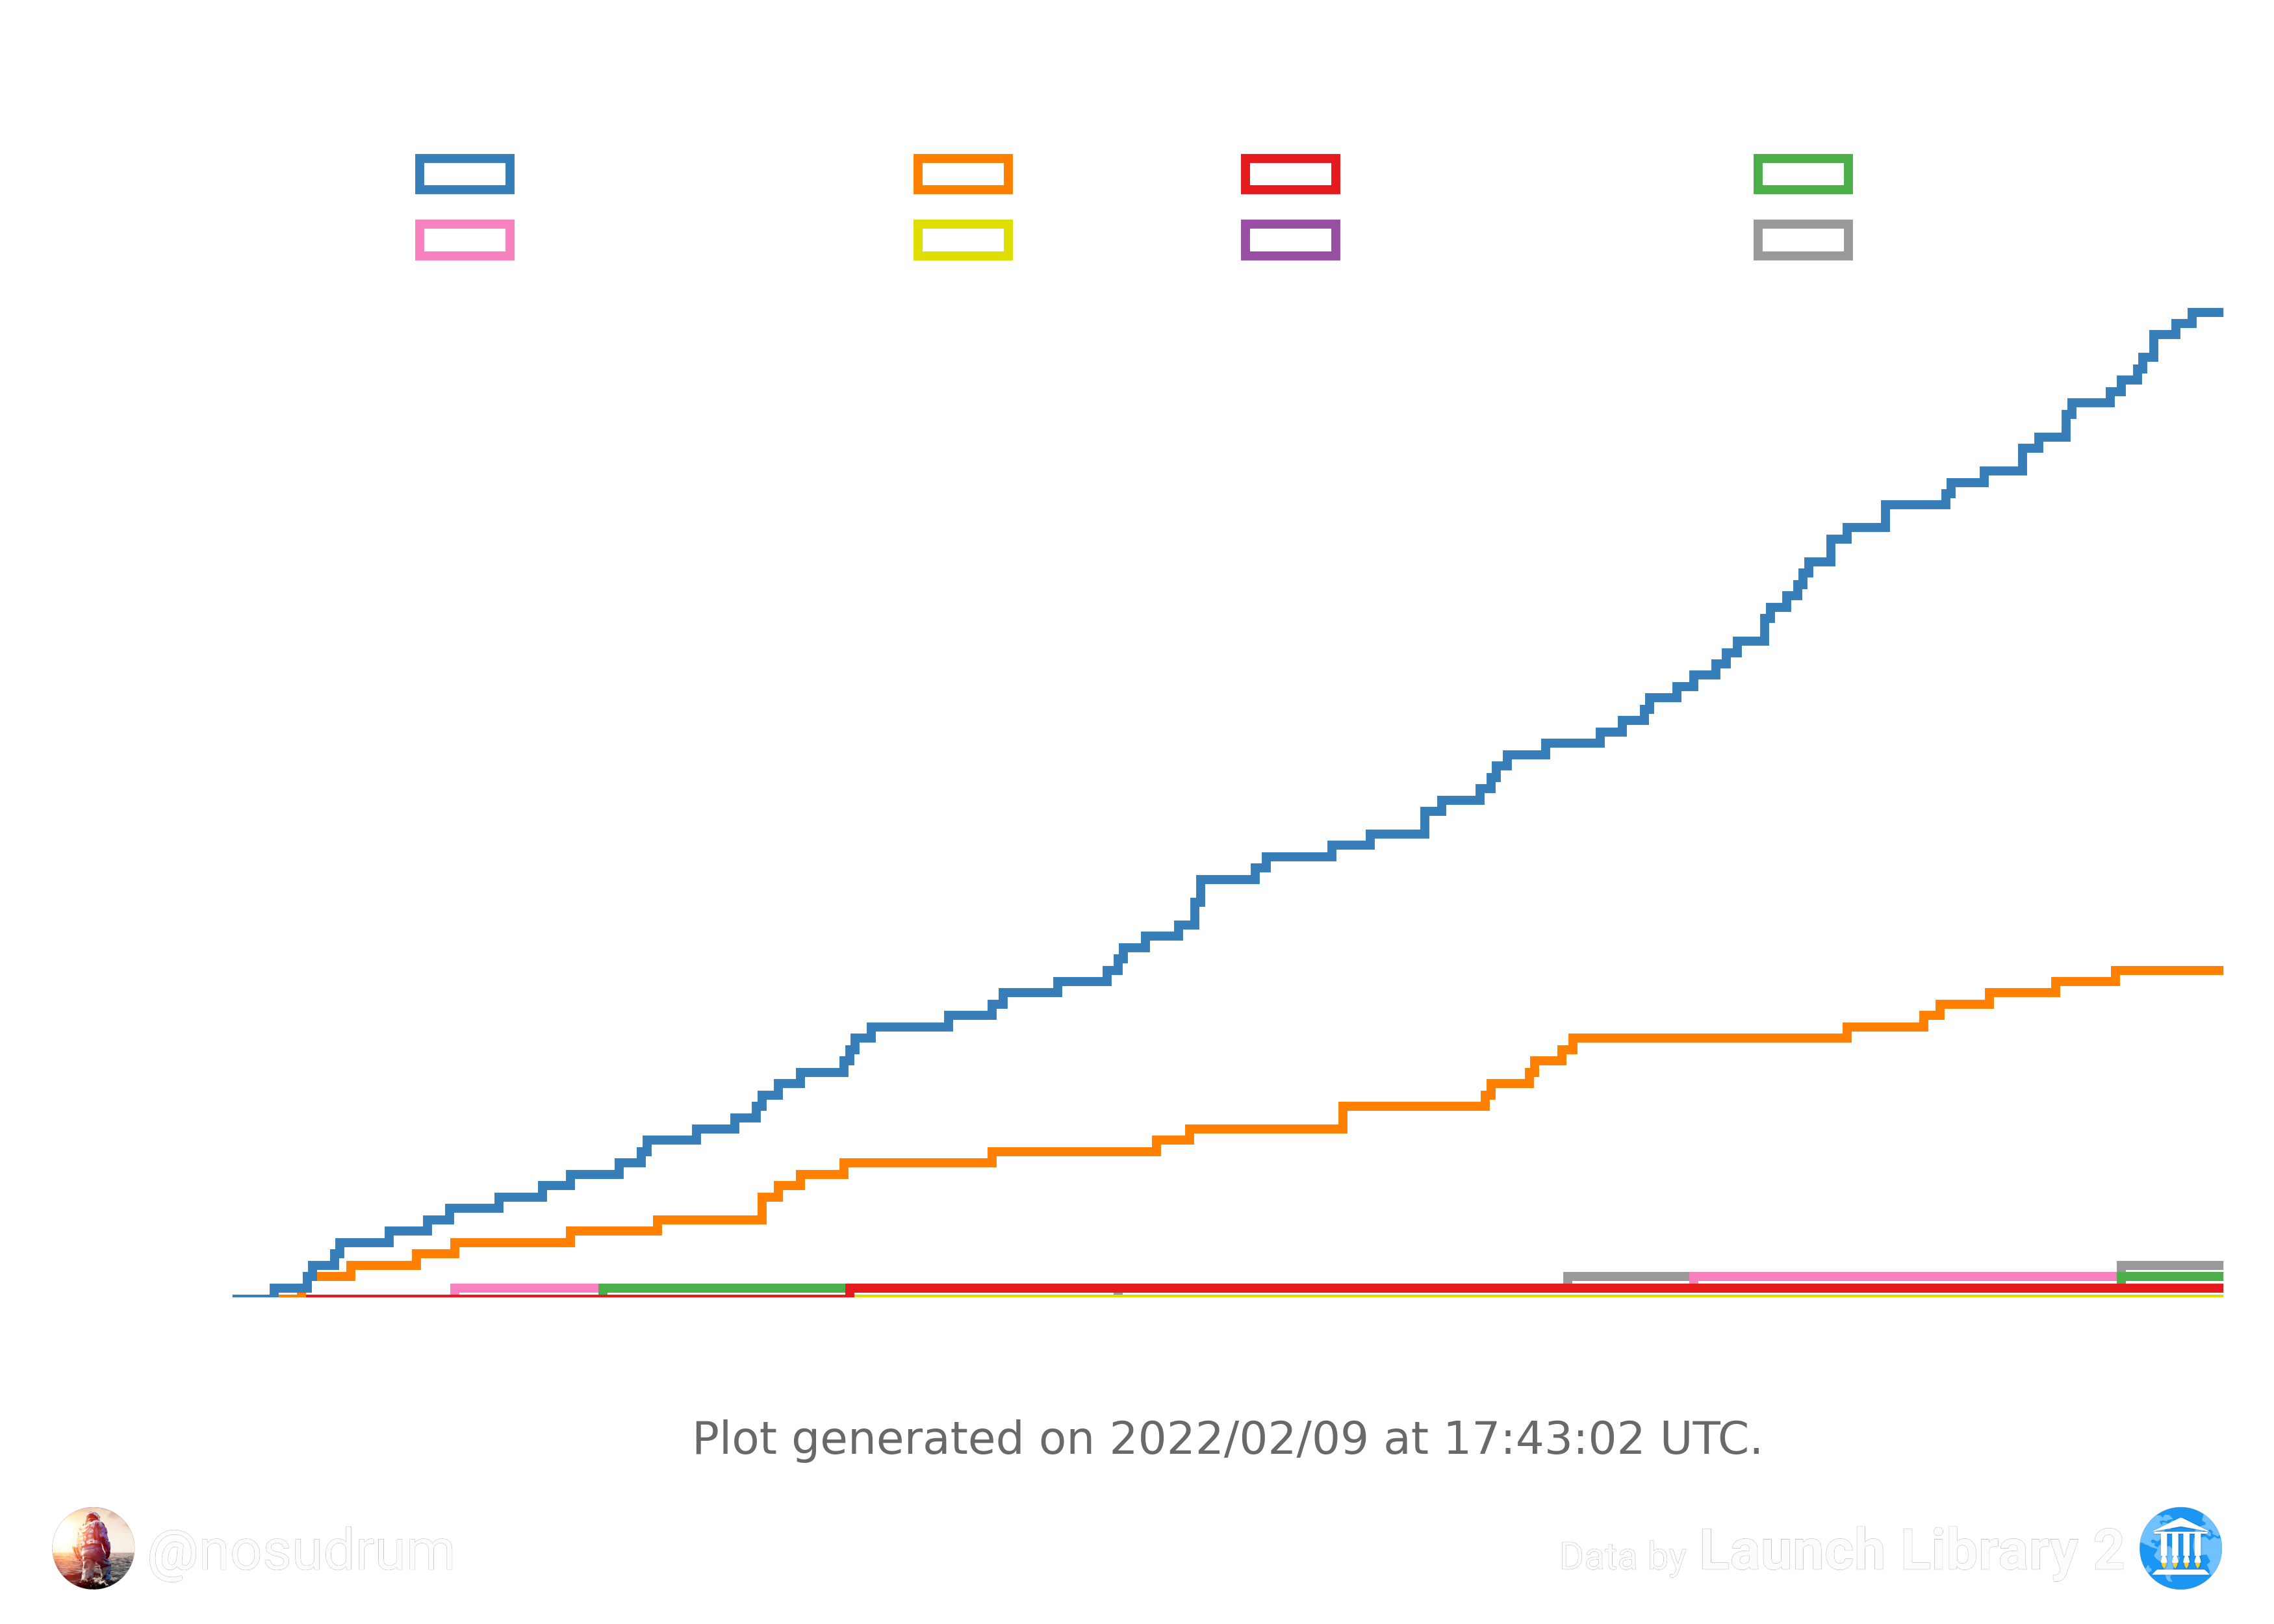 Plot generated on 2022/02/09 at 17:43:02 UTC.
@nosudrum
Data by Launch Library 2